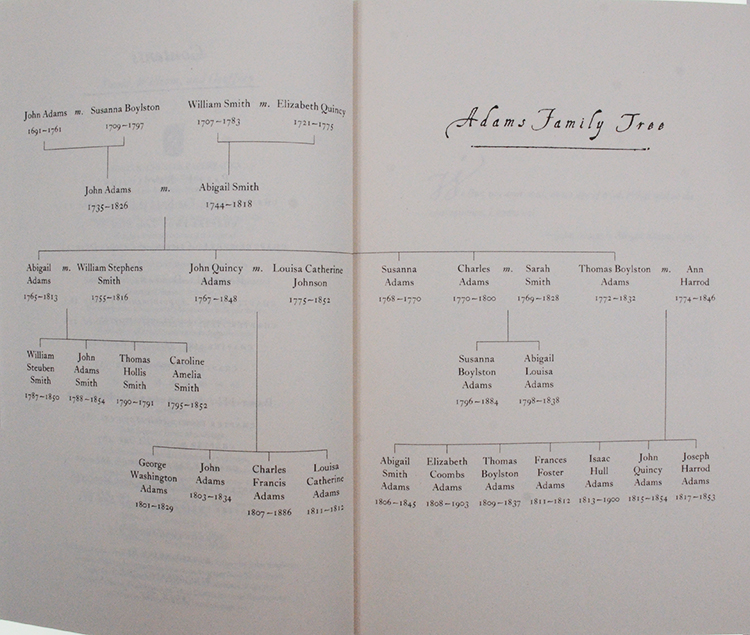 Adams Family Tree
John Adams m. Susanna Boylston
1691–1761 1709–1797
William Smith m. Elizabeth Quincy
1707–1783 1721–1775
John Adams m. Abigail Smith
1735–1826 1744–1818
Abigail
Adams
1765–1813
m. William Stephens
Smith
1755–1816
John Quincy
Adams
1767–1848
m. Louisa Catherine
Johnson
1775–1852
Susanna
Adams
1768–1770
Charles
Adams
1770–1800
m. Sarah
Smith
1769–1828
Thomas Boylston
Adams
1772–1832
m. Ann
Harrod
1774–1846
William
Steuben
Smith
1787–1850
John
Adams
Smith
1788–1854
Thomas
Hollis
Smith
1790–1791
Caroline
Amelia
Smith
1795–1852
Susanna
Boylston
Adams
1796–1884
Abigail
Louisa
Adams
1798–1838
George
Washington
Adams
1801–1829
John
Adams
1803–1834
Charles
Francis
Adams
1807–1886
Louisa
Catherine
Adams
1811–1812
Abigail
Smith
Adams
1806–1845
Elizabeth
Coombs
Adams
1808–1903
Thomas
Boylston
Adams
1809–1837
Frances
Foster
Adams
1811–1812
Isaac
Hull
Adams
1813–1900
John
Quincy
Adams
1815–1854
Joseph
Harrod
Adams
1817–1853